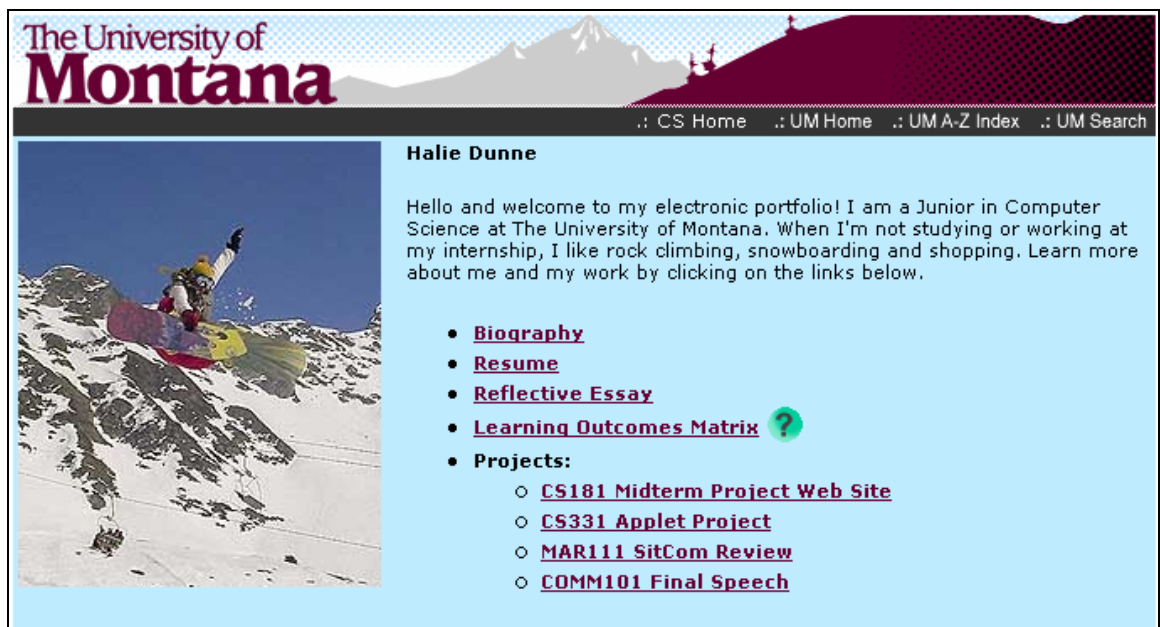 The University of
Montana
.: CS Home .: UM Home .: UM A-Z Index .: UM Search
Halie Dunne
Hello and welcome to my electronic portfolio! I am a Junior in Computer
Science at The University of Montana. When I'm not studying or working at
my internship, I like rock climbing, snowboarding and shopping. Learn more
about me and my work by clicking on the links below.
• Biography
• Resume
• Reflective Essay
• Learning Outcomes Matrix ?
• Projects:
○ CS181 Midterm Project Web Site
○ CS331 Applet Project
○ MAR111 SitCom Review
○ COMM101 Final Speech